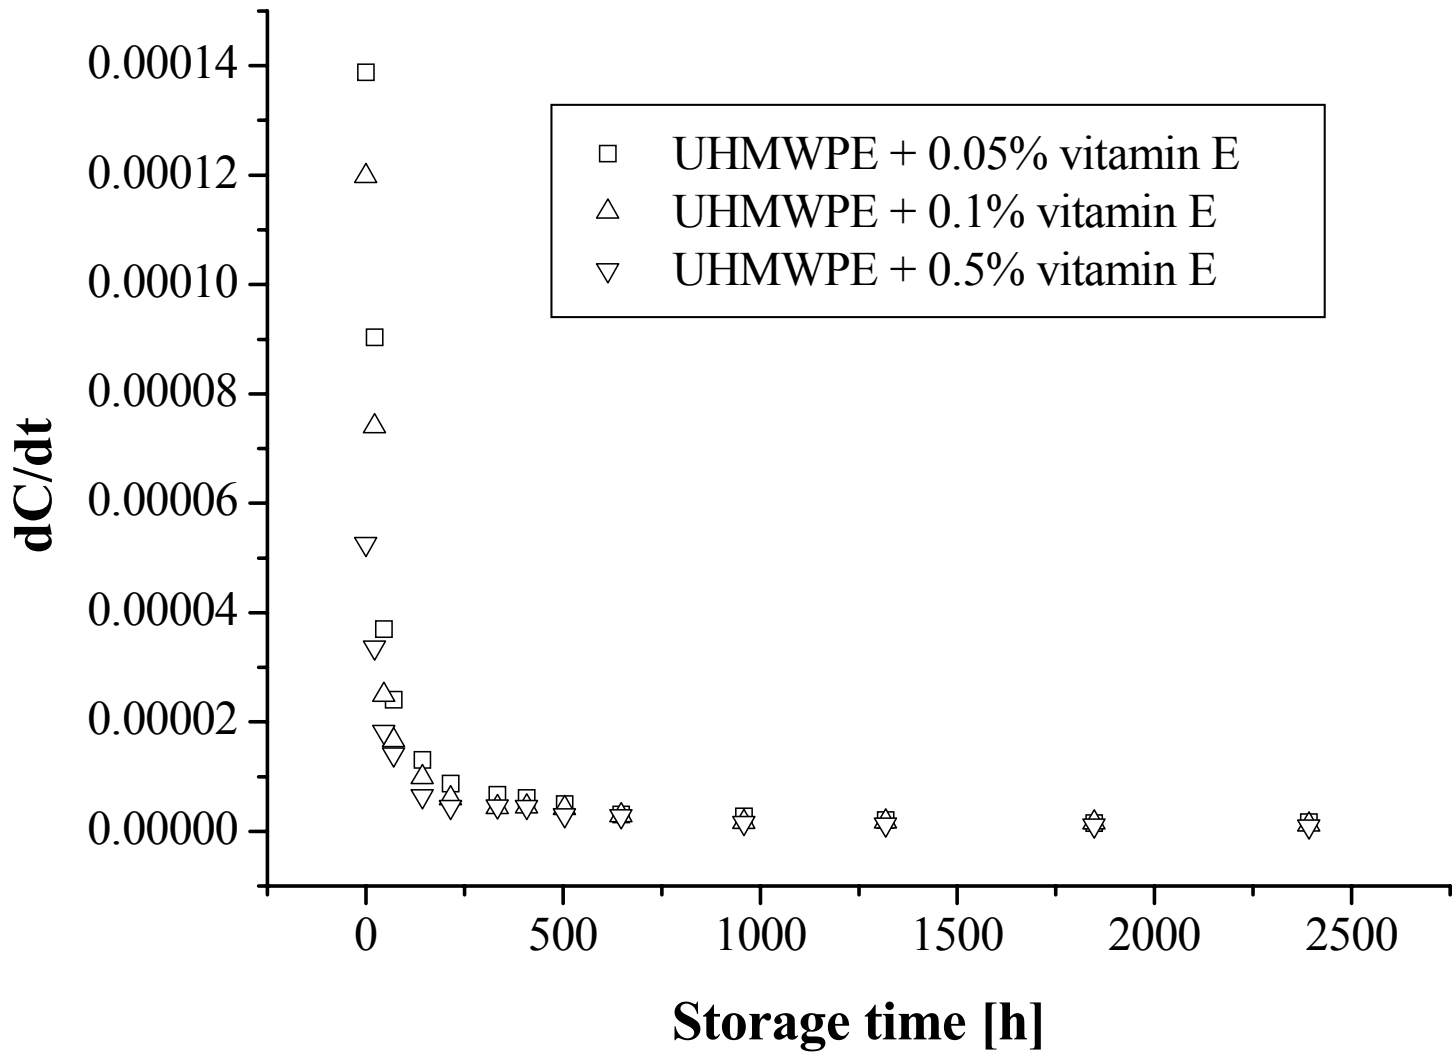 0.00014
0.00012
0.00010
0.00008
0.00006
0.00004
0.00002
0.00000
dC/dt
UHMWPE + 0.05% vitamin E
UHMWPE + 0.1% vitamin E
UHMWPE + 0.5% vitamin E
0 500 1000 1500 2000 2500
Storage time [h]